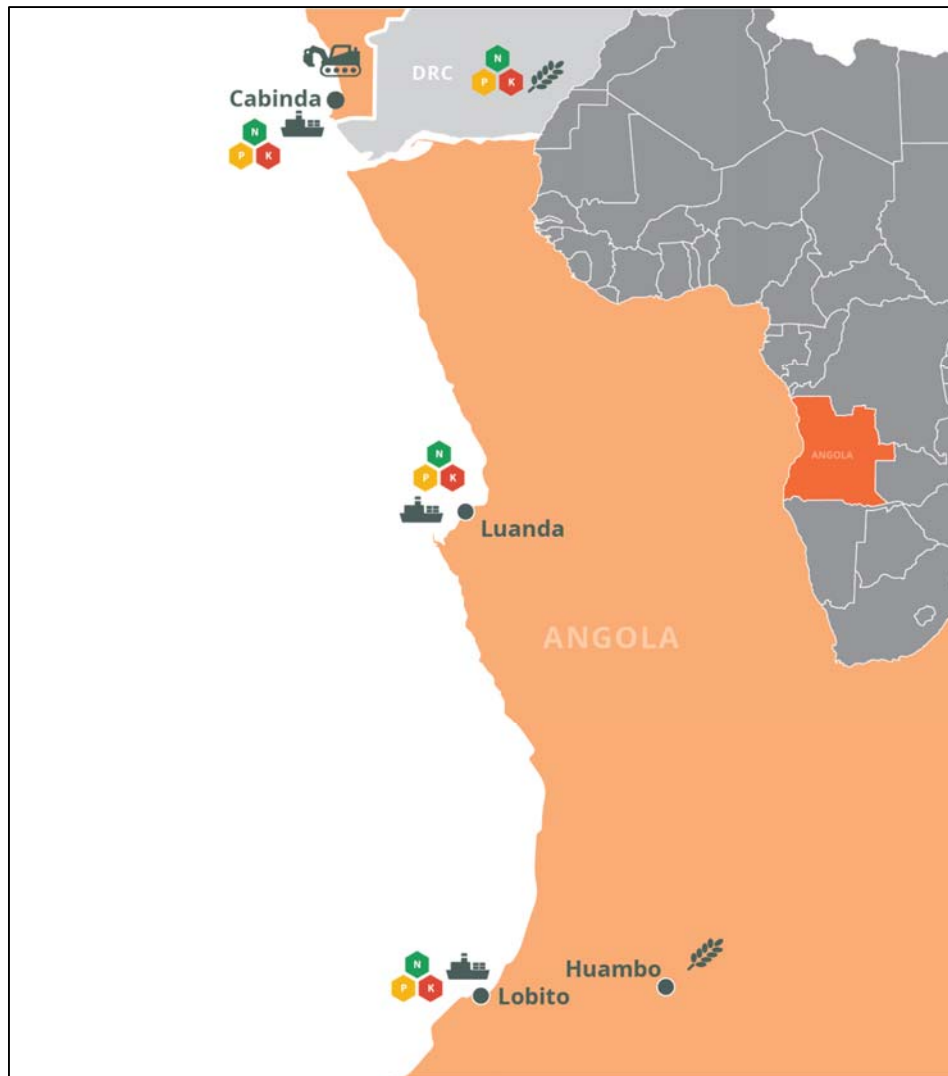 DRC
N
P K
Cabinda
N
P K
ANGOLA
N
P K
Luanda
ANGOLA
N
P K
Huambo
Lobito